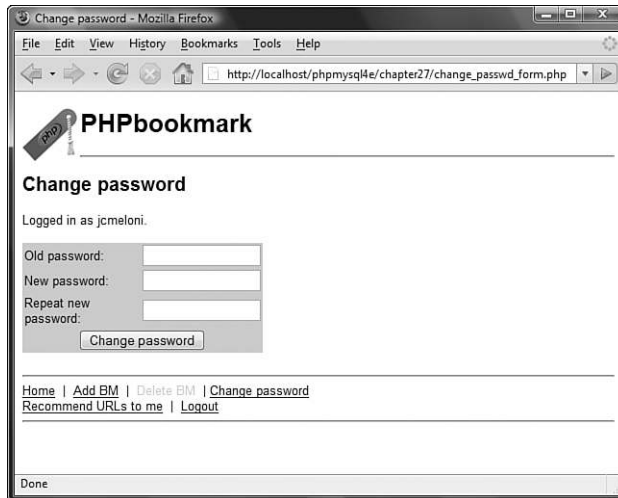 Change password - Mozilla Firefox
File Edit View History Bookmarks Tools Help
http://localhost/phpmysql4e/chapter27/change_passwd_form.php
php
PHPbookmark
Change password
Logged in as jcmeloni.
Old password:
New password:
Repeat new
password:
Change password
Home | Add BM | Delete BM | Change password
Recommend URLs to me | Logout
Done